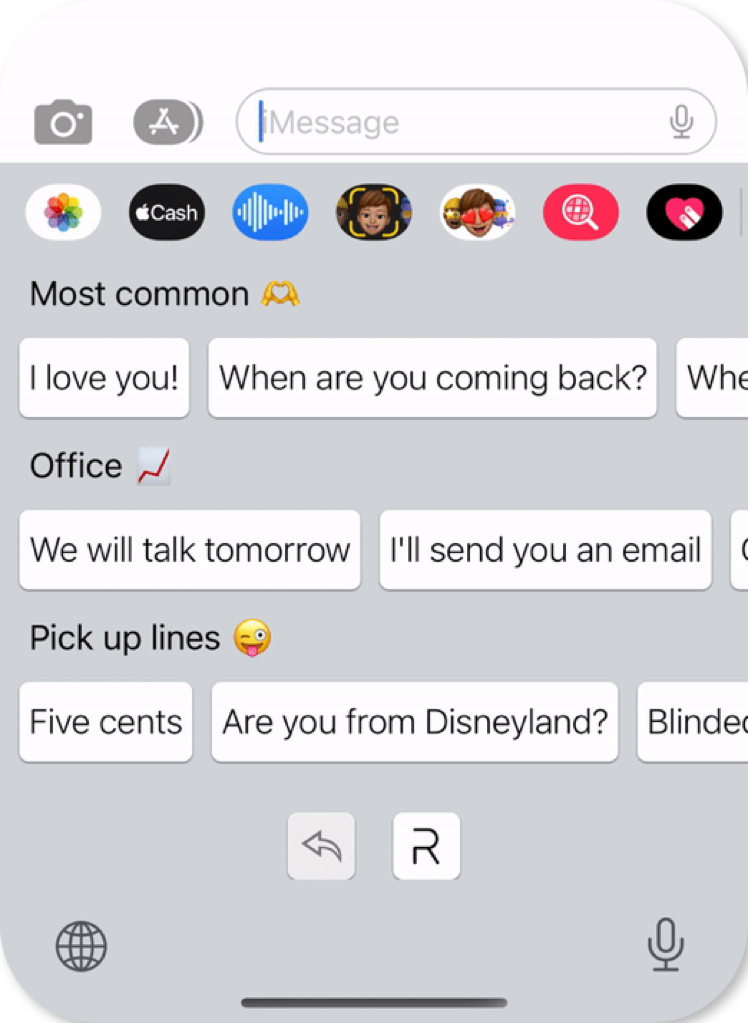 iMessage
Cash
Most common
I love you! When are you coming back? Whe
Office
We will talk tomorrow I'll send you an email
Pick up lines
Five cents Are you from Disneyland? Blinded
R